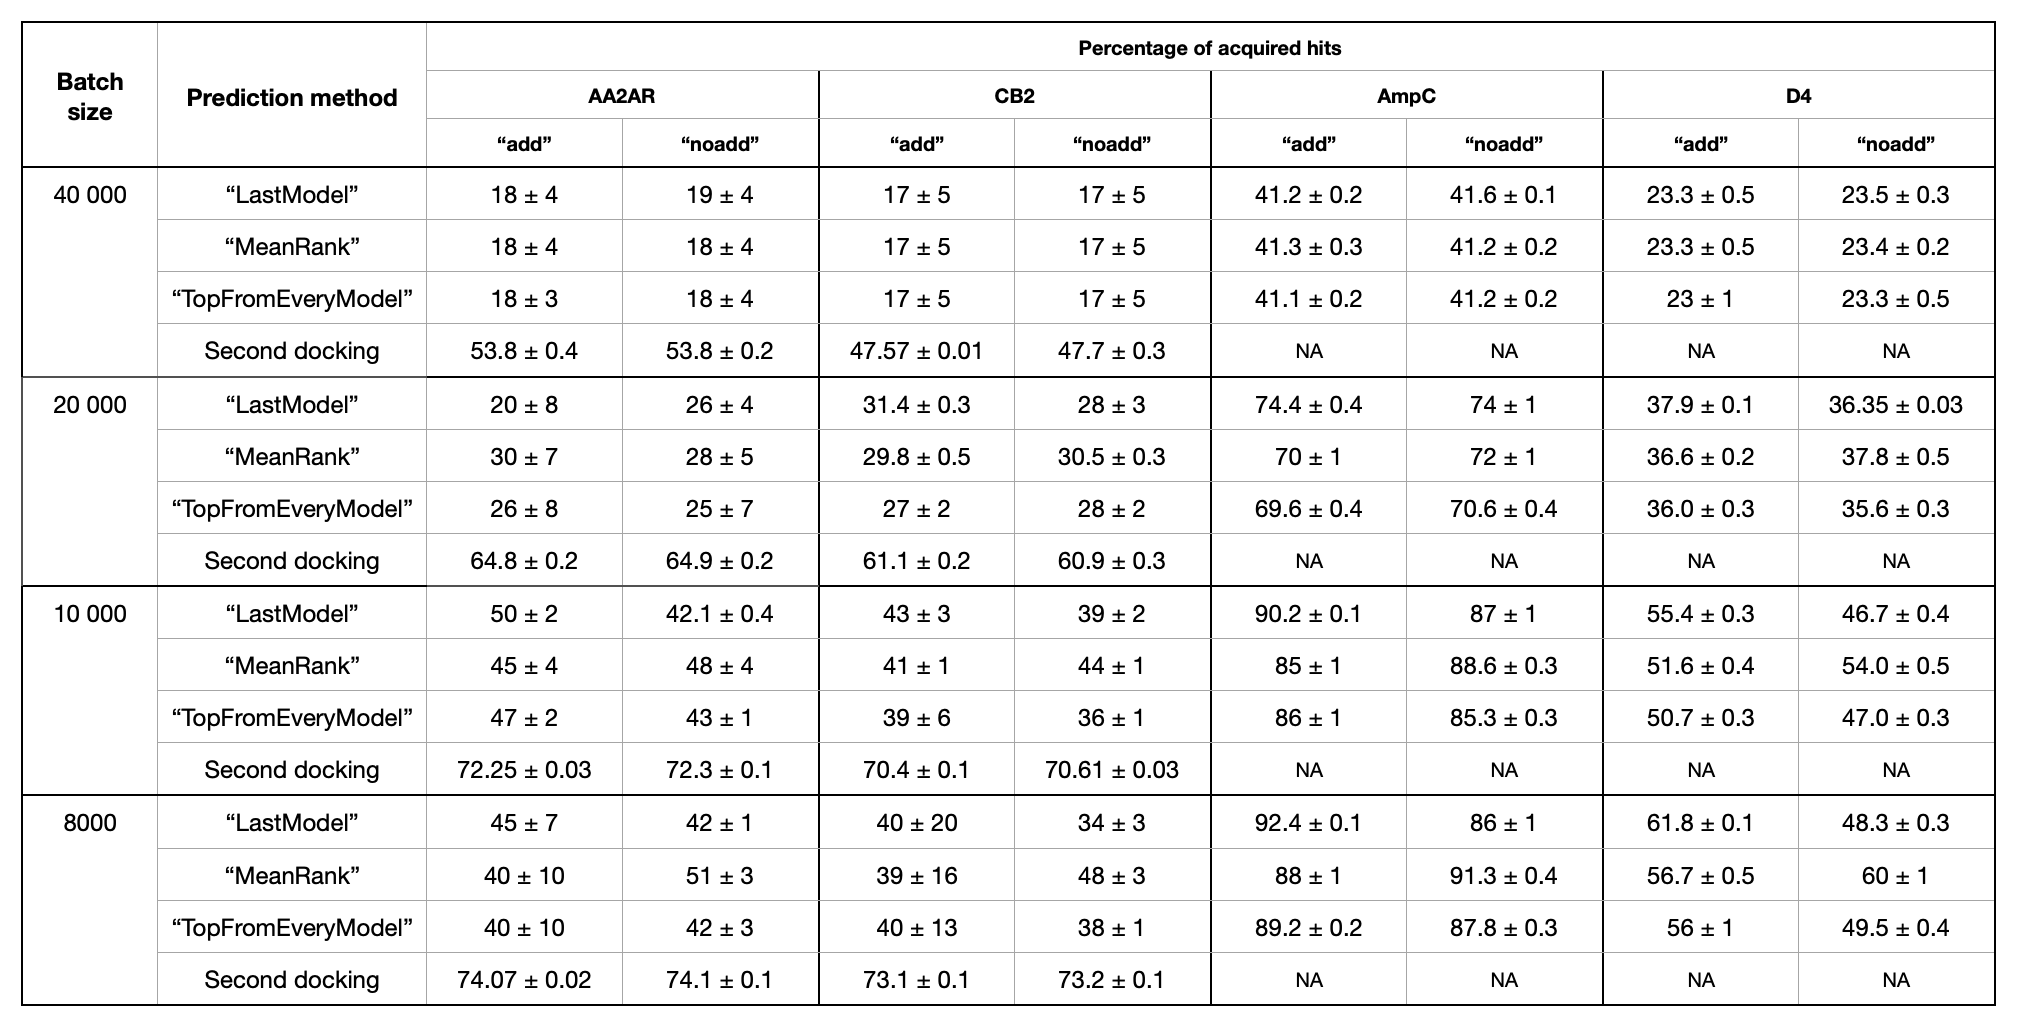 Percentage of acquired hits
Batch size Prediction method AA2AR CB2 AmpC D4
“add” “noadd” “add” “noadd” “add” “noadd” “add” “noadd”
40 000 “LastModel” 18 ± 4 19 ± 4 17 ± 5 17 ± 5 41.2 ± 0.2 41.6 ± 0.1 23.3 ± 0.5 23.5 ± 0.3
“MeanRank” 18 ± 4 18 ± 4 17 ± 5 17 ± 5 41.3 ± 0.3 41.2 ± 0.2 23.3 ± 0.5 23.4 ± 0.2
“TopFromEveryModel” 18 ± 3 18 ± 4 17 ± 5 17 ± 5 41.1 ± 0.2 41.2 ± 0.2 23 ± 1 23.3 ± 0.5
Second docking 53.8 ± 0.4 53.8 ± 0.2 47.57 ± 0.01 47.7 ± 0.3 NA NA NA NA
20 000 “LastModel” 20 ± 8 26 ± 4 31.4 ± 0.3 28 ± 3 74.4 ± 0.4 74 ± 1 37.9 ± 0.1 36.35 ± 0.03
“MeanRank” 30 ± 7 28 ± 5 29.8 ± 0.5 30.5 ± 0.3 70 ± 1 72 ± 1 36.6 ± 0.2 37.8 ± 0.5
“TopFromEveryModel” 26 ± 8 25 ± 7 27 ± 2 28 ± 2 69.6 ± 0.4 70.6 ± 0.4 36.0 ± 0.3 35.6 ± 0.3
Second docking 64.8 ± 0.2 64.9 ± 0.2 61.1 ± 0.2 60.9 ± 0.3 NA NA NA NA
10 000 “LastModel” 50 ± 2 42.1 ± 0.4 43 ± 3 39 ± 2 90.2 ± 0.1 87 ± 1 55.4 ± 0.3 46.7 ± 0.4
“MeanRank” 45 ± 4 48 ± 4 41 ± 1 44 ± 1 85 ± 1 88.6 ± 0.3 51.6 ± 0.4 54.0 ± 0.5
“TopFromEveryModel” 47 ± 2 43 ± 1 39 ± 6 36 ± 1 86 ± 1 85.3 ± 0.3 50.7 ± 0.3 47.0 ± 0.3
Second docking 72.25 ± 0.03 72.3 ± 0.1 70.4 ± 0.1 70.61 ± 0.03 NA NA NA NA
8000 “LastModel” 45 ± 7 42 ± 1 40 ± 20 34 ± 3 92.4 ± 0.1 86 ± 1 61.8 ± 0.1 48.3 ± 0.3
“MeanRank” 40 ± 10 51 ± 3 39 ± 16 48 ± 3 88 ± 1 91.3 ± 0.4 56.7 ± 0.5 60 ± 1
“TopFromEveryModel” 40 ± 10 42 ± 3 40 ± 13 38 ± 1 89.2 ± 0.2 87.8 ± 0.3 56 ± 1 49.5 ± 0.4
Second docking 74.07 ± 0.02 74.1 ± 0.1 73.1 ± 0.1 73.2 ± 0.1 NA NA NA NA